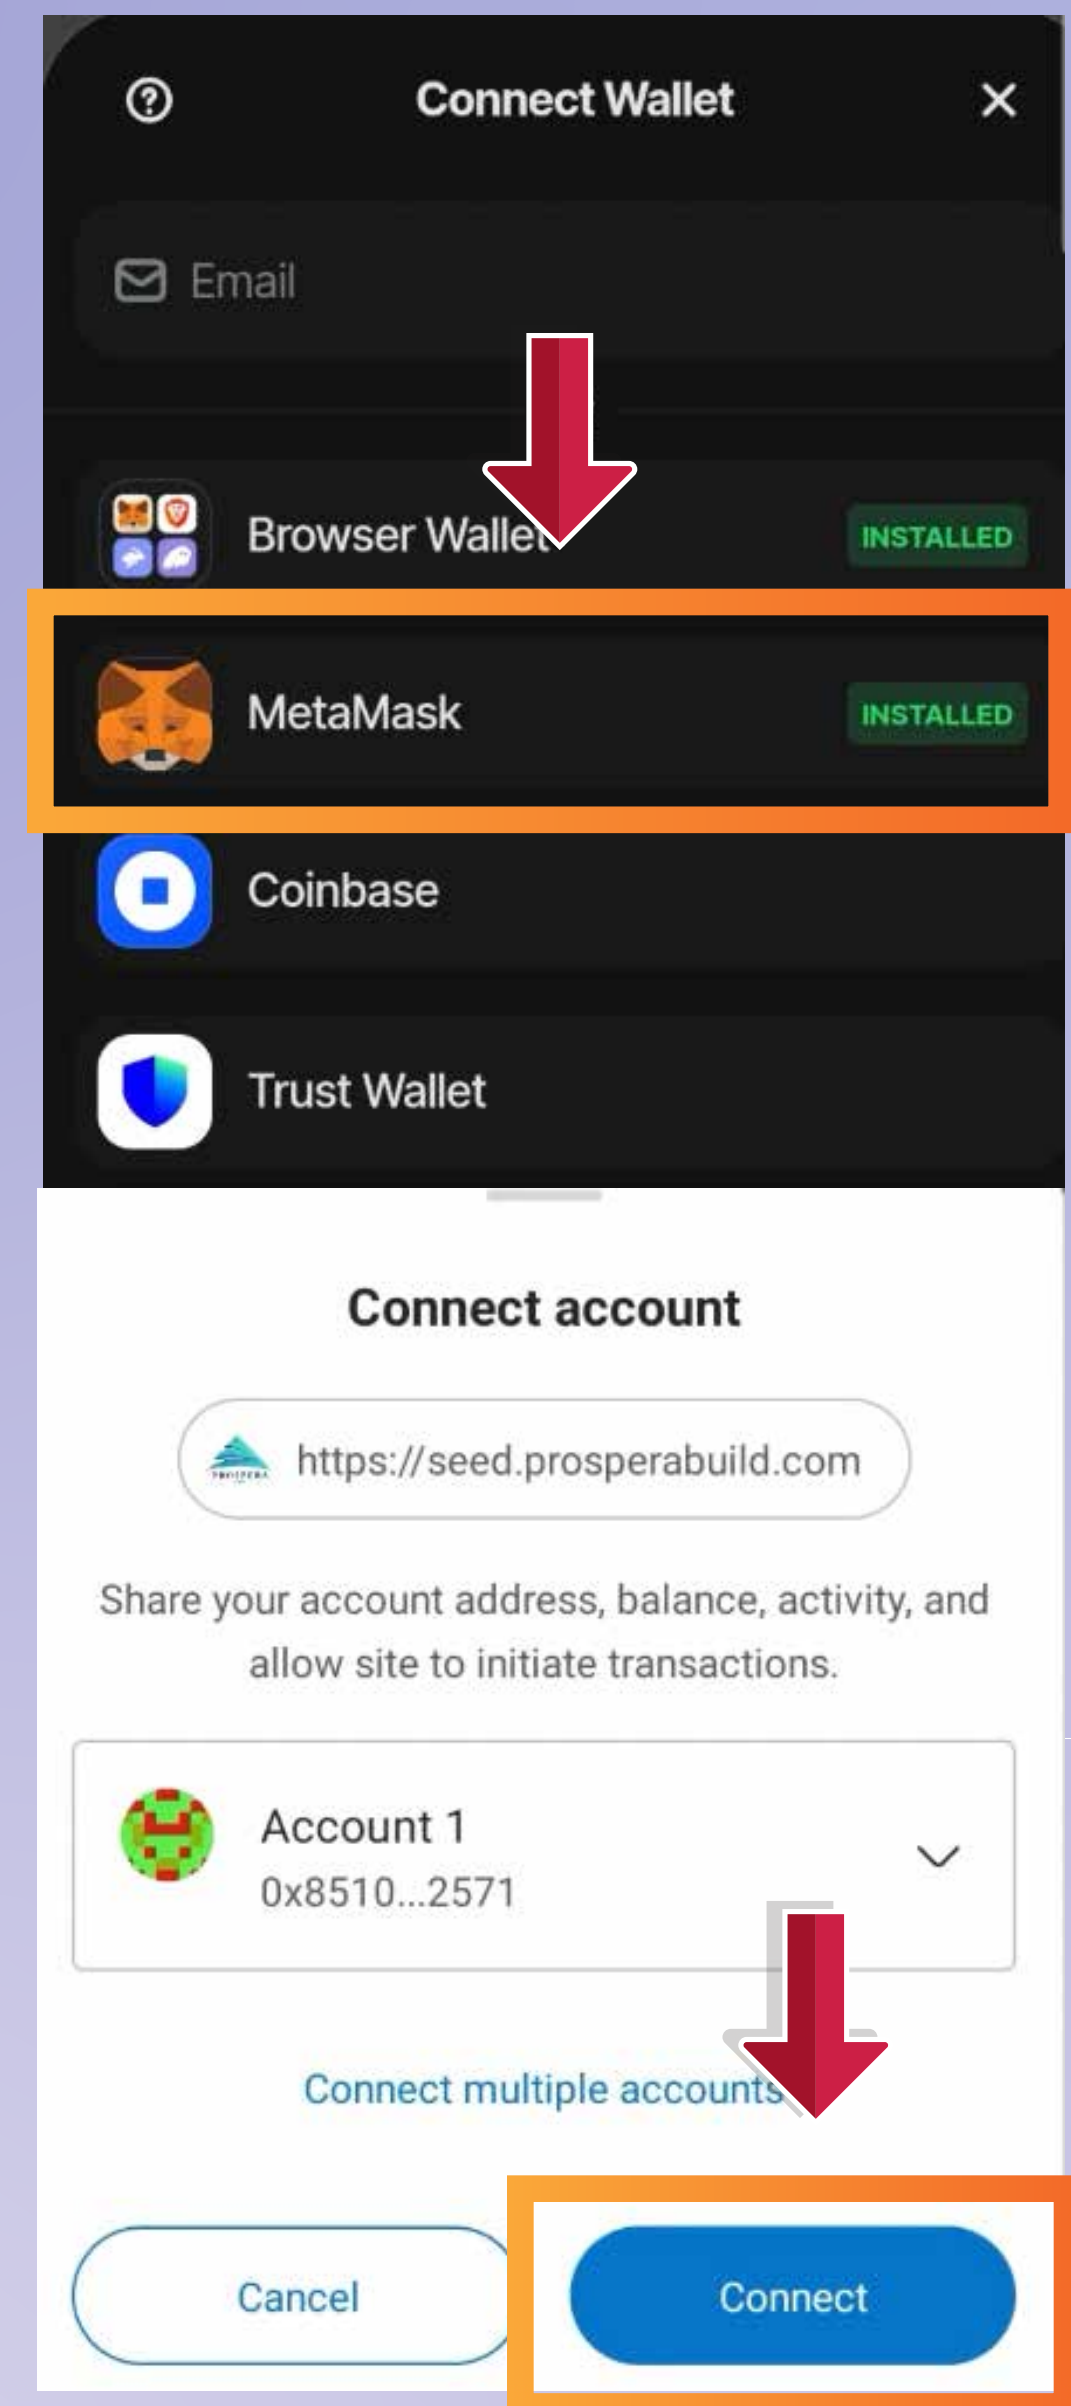 Connect Wallet
Email
Browser Wallet
INSTALLED
MetaMask
INSTALLED
Coinbase
Trust Wallet
Connect account
PROSPERA
https://seed.prosperabuild.com
Share your account address, balance, activity, and
allow site to initiate transactions.
Account 1
0x8510...2571
Connect multiple accounts
Cancel
Connect